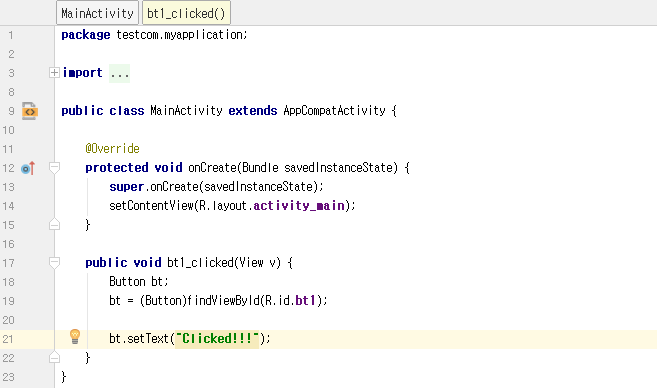 MainActivity bt1_clicked()
1 package testcom.myapplication;
2
3 import ...
8
9 public class MainActivity extends AppCompatActivity {
10
11 @Override
12 protected void onCreate(Bundle savedInstanceState) {
13 super.onCreate(savedInstanceState);
14 setContentView(R.layout.activity_main);
15 }
16
17 public void bt1_clicked(View v) {
18 Button bt;
19 bt = (Button)findViewById(R.id.bt1);
20
21 bt.setText("Clicked!!!");
22 }
23 }